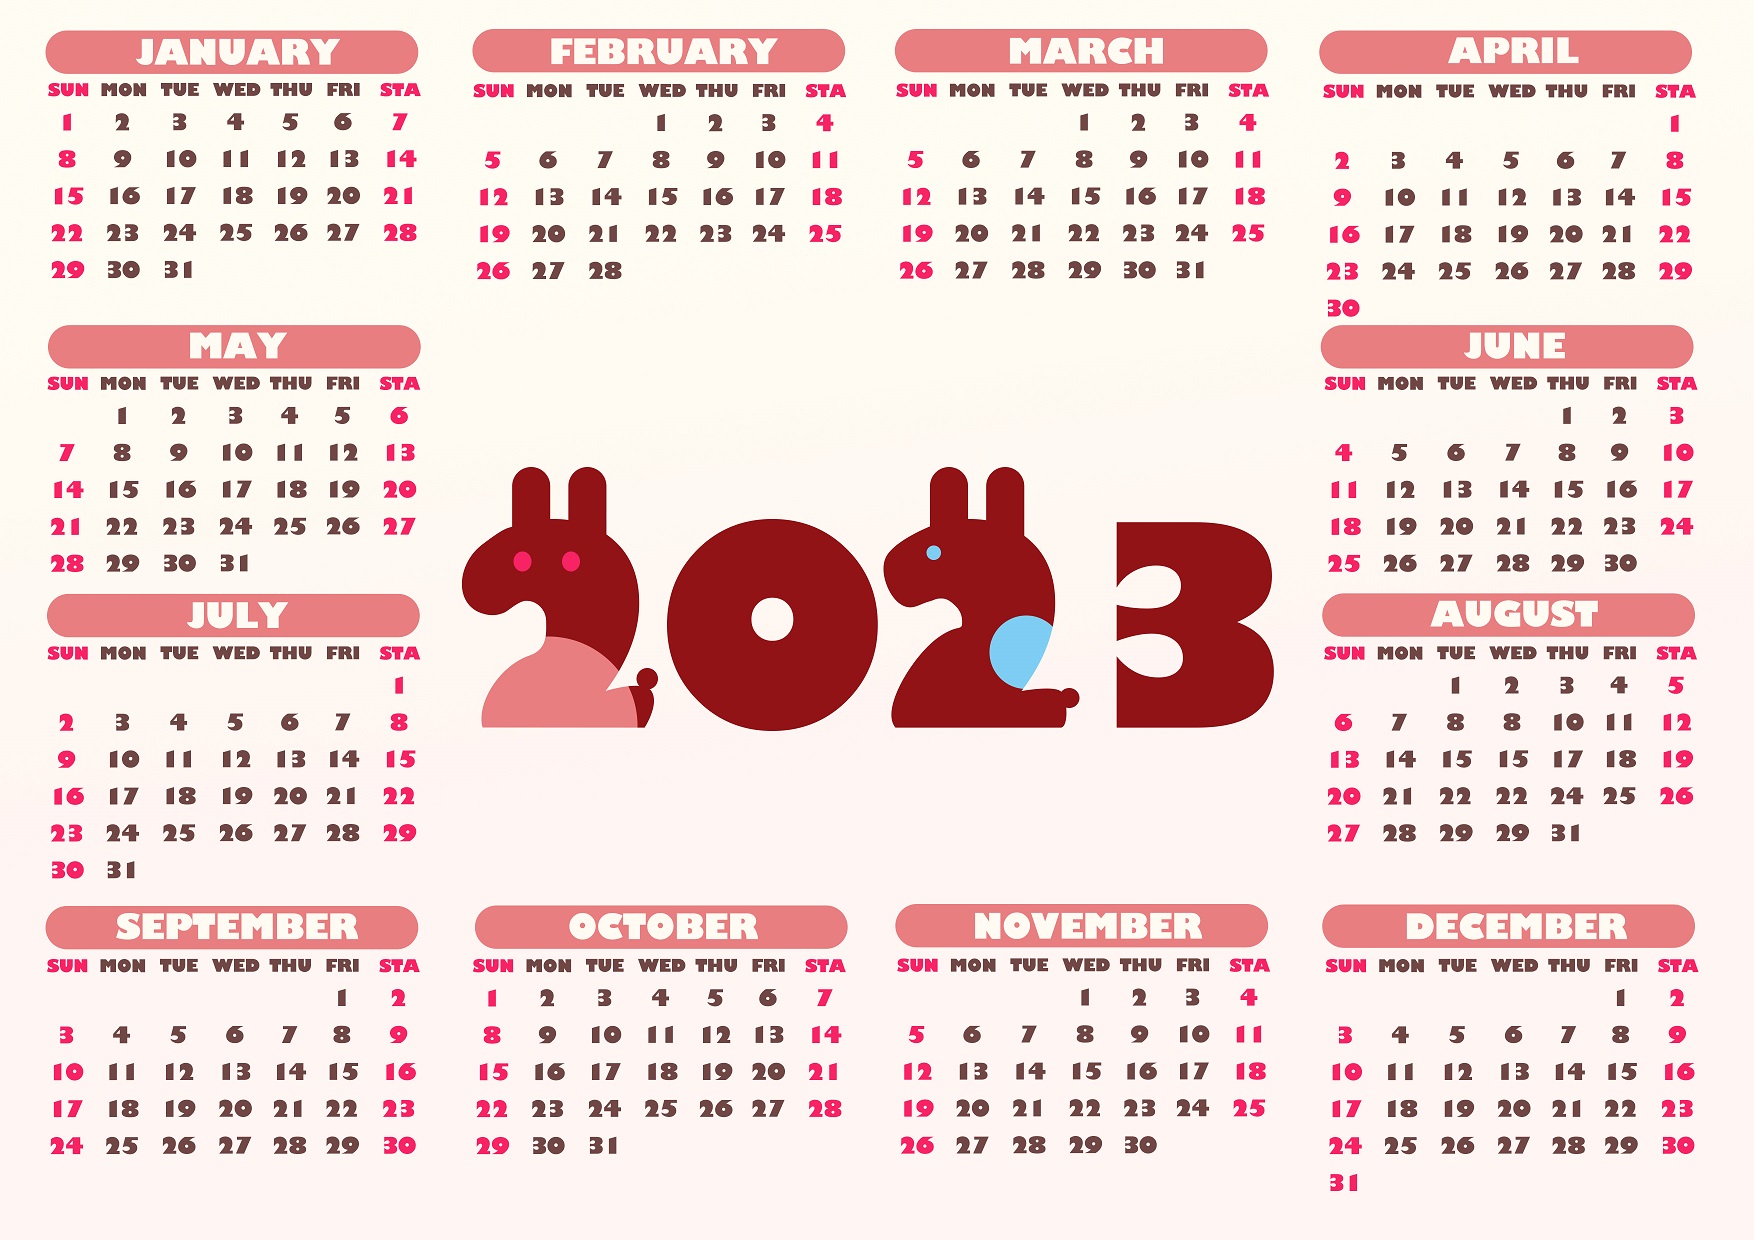 JANUARY
SUN MON TUE WED THU FRI STA
1 2 3 4 5 6 7
8 9 10 11 12 13 14
15 16 17 18 19 20 21
22 23 24 25 26 27 28
29 30 31
FEBRUARY
SUN MON TUE WED THU FRI STA
1 2 3 4
5 6 7 8 9 10 11
12 13 14 15 16 17 18
19 20 21 22 23 24 25
26 27 28
MARCH
SUN MON TUE WED THU FRI STA
1 2 3 4
5 6 7 8 9 10 11
12 13 14 15 16 17 18
19 20 21 22 23 24 25
26 27 28 29 30 31
APRIL
SUN MON TUE WED THU FRI STA
1
2 3 4 5 6 7 8
9 10 11 12 13 14 15
16 17 18 19 20 21 22
23 24 25 26 27 28 29
30
MAY
SUN MON TUE WED THU FRI STA
1 2 3 4 5 6
7 8 9 10 11 12 13
14 15 16 17 18 19 20
21 22 23 24 25 26 27
28 29 30 31
2023
JUNE
SUN MON TUE WED THU FRI STA
1 2 3
4 5 6 7 8 9 10
11 12 13 14 15 16 17
18 19 20 21 22 23 24
25 26 27 28 29 30
JULY
SUN MON TUE WED THU FRI STA
1
2 3 4 5 6 7 8
9 10 11 12 13 14 15
16 17 18 19 20 21 22
23 24 25 26 27 28 29
30 31
AUGUST
SUN MON TUE WED THU FRI STA
1 2 3 4 5
6 7 8 8 10 11 12
13 14 15 15 17 18 19
20 21 22 22 24 25 26
27 28 29 29 31
SEPTEMBER
SUN MON TUE WED THU FRI STA
1 2
3 4 5 6 7 8 9
10 11 12 13 14 15 16
17 18 19 20 21 22 23
24 25 26 27 28 29 30
OCTOBER
SUN MON TUE WED THU FRI STA
1 2 3 4 5 6 7
8 9 10 11 12 13 14
15 16 17 18 19 20 21
22 23 24 25 26 27 28
29 30 31
NOVEMBER
SUN MON TUE WED THU FRI STA
1 2 3 4
5 6 7 8 9 10 11
12 13 14 15 16 17 18
19 20 21 22 23 24 25
26 27 28 29 30
DECEMBER
SUN MON TUE WED THU FRI STA
1 2
3 4 5 6 7 8 9
10 11 12 13 14 15 16
17 18 19 20 21 22 23
24 25 26 27 28 29 30
31